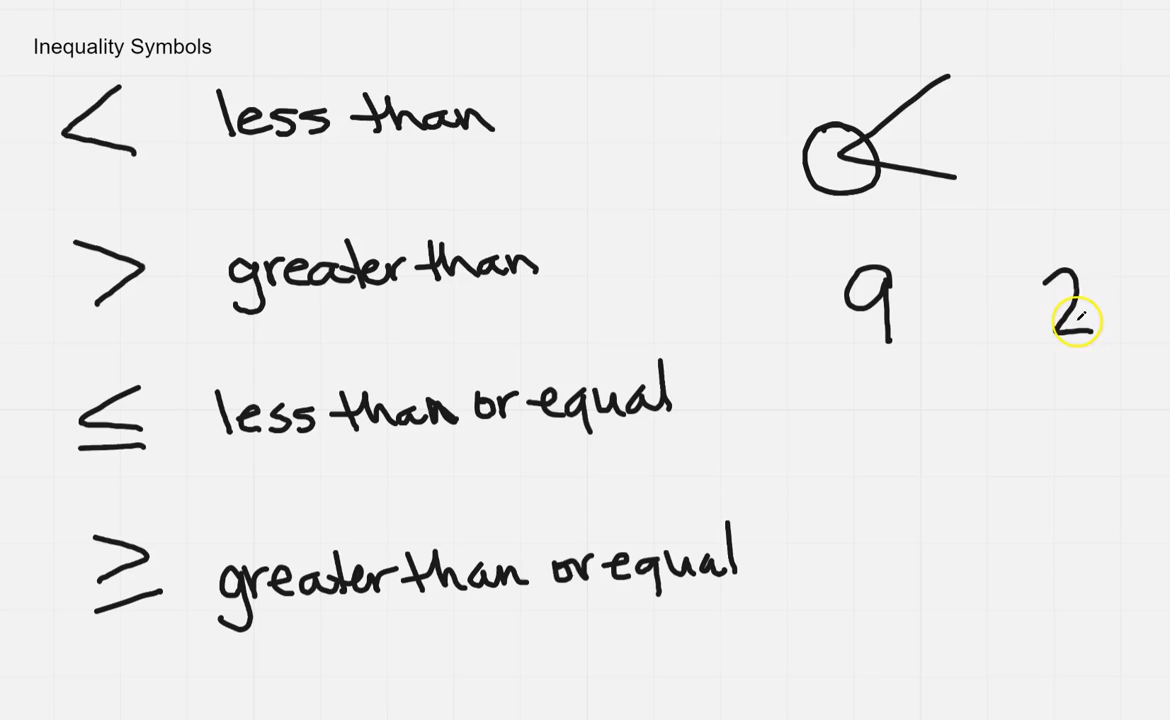 Inequality Symbols
< less than
<
> greater than
9 2
≤ less than or equal
≥ greater than or equal